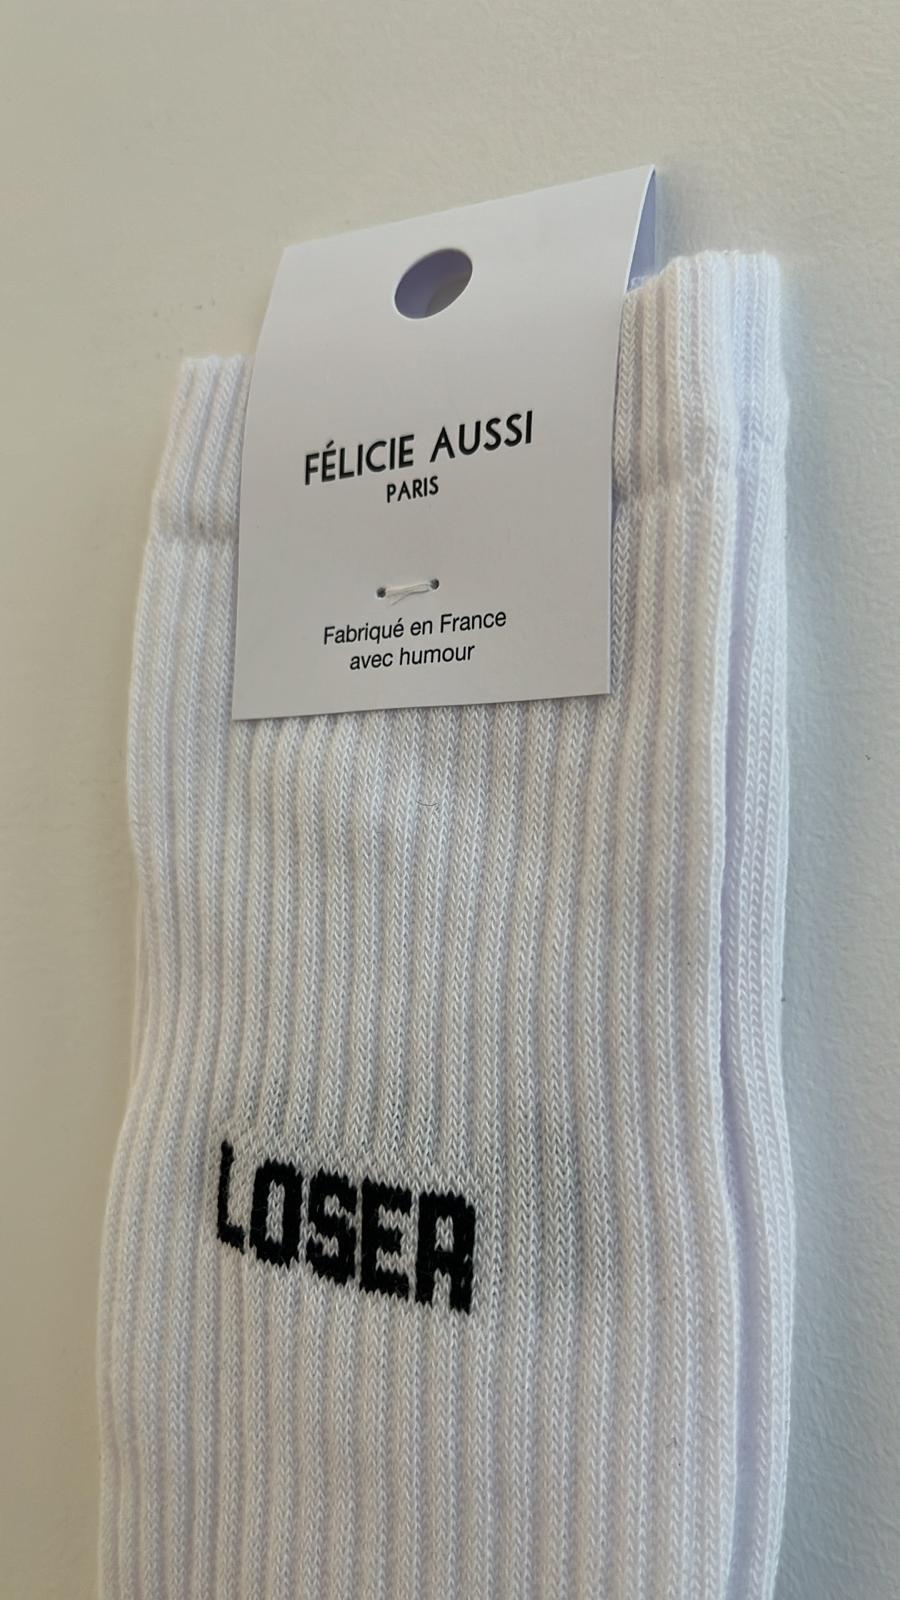 FÉLICIE AUSSI
PARIS
Fabriqué en France
avec humour
LOSER